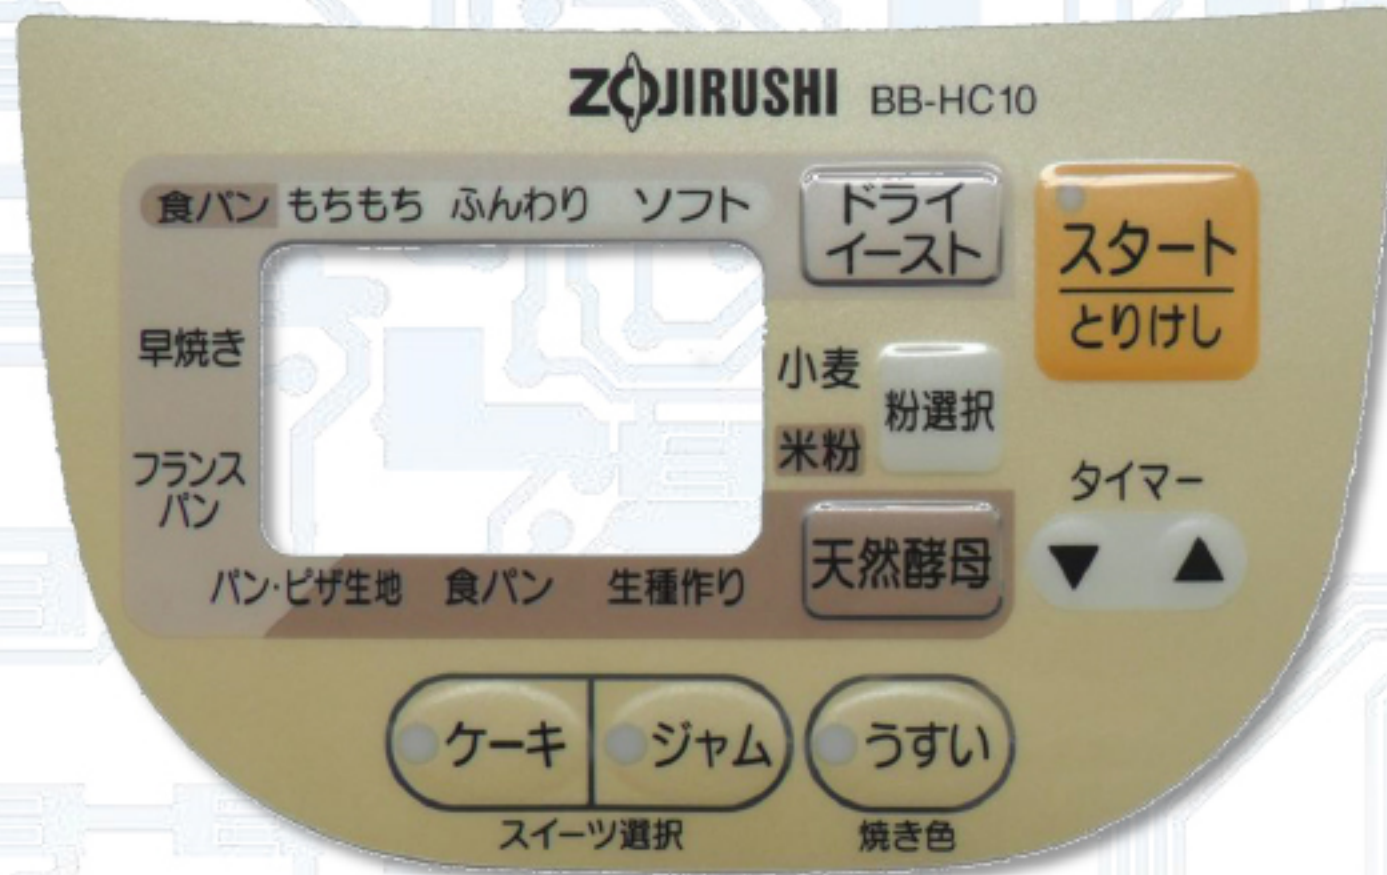 ZOJIRUSHI BB-HC10
食パン もちもち ふんわり ソフト
ドライ
イースト
スタート
とりけし
早焼き
小麦
粉選択
米粉
フランス
パン
タイマー
▼ ▲
天然酵母
パン・ピザ生地 食パン 生種作り
ケーキ ジャム うすい
スイーツ選択 焼き色